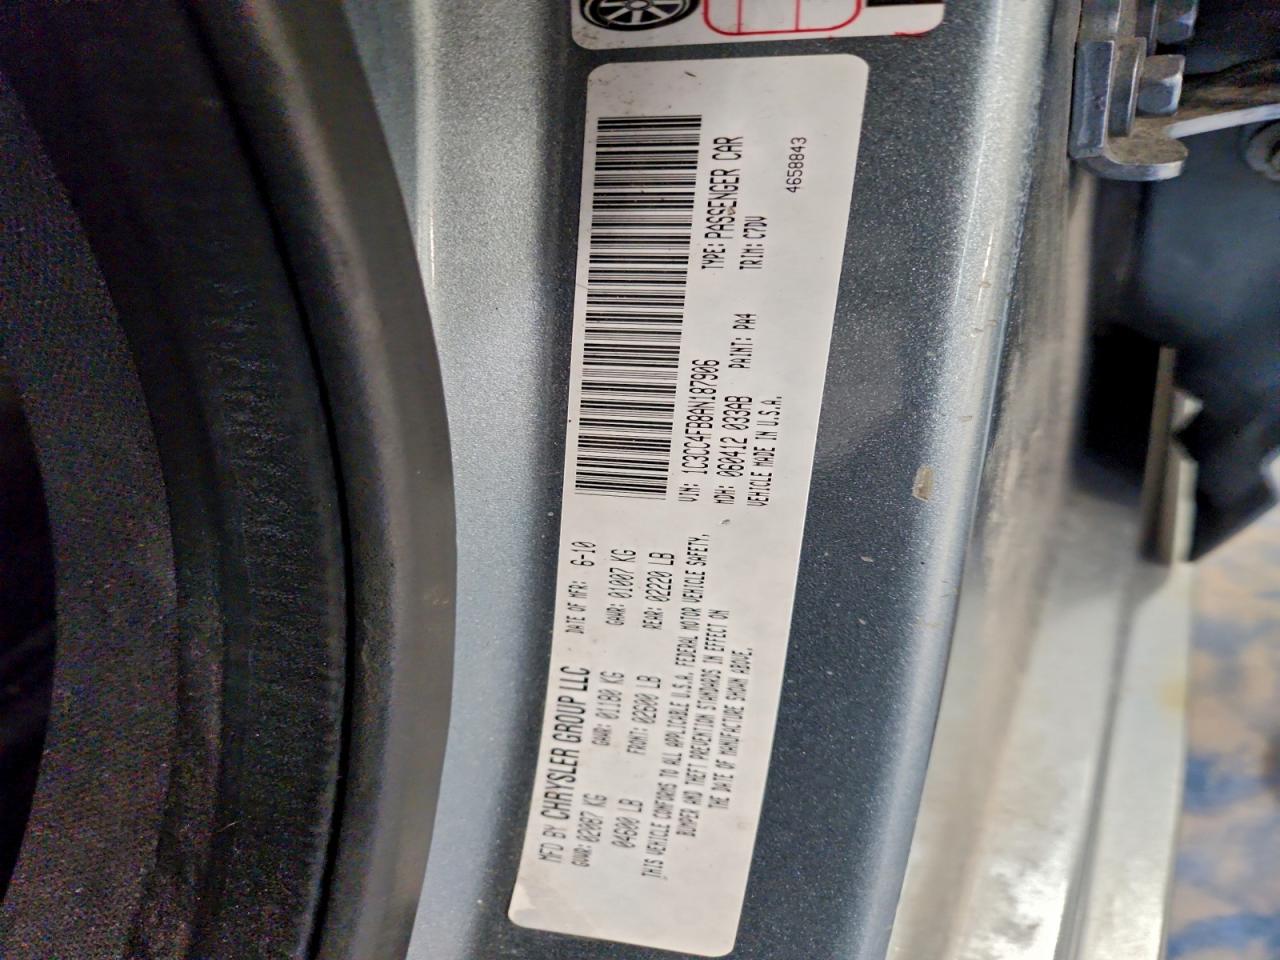 MFD BY CHRYSLER GROUP LLC DATE OF MFR: 6-10
GVWR: 02087 KG GAWR: 01180 KG GAWR: 01007 KG
04600 LB FRONT: 02600 LB REAR: 02220 LB
THIS VEHICLE CONFORMS TO ALL APPLICABLE U.S.A. FEDERAL MOTOR VEHICLE SAFETY,
BUMPER AND THEFT PREVENTION STANDARDS IN EFFECT ON
THE DATE OF MANUFACTURE SHOWN ABOVE.
VIN: 1C3CC4FB8AN187906 TYPE: PASSENGER CAR
MDH: 060412 033AB PAINT: PA4 TRIM: C7DV
VEHICLE MADE IN U.S.A.
4658843